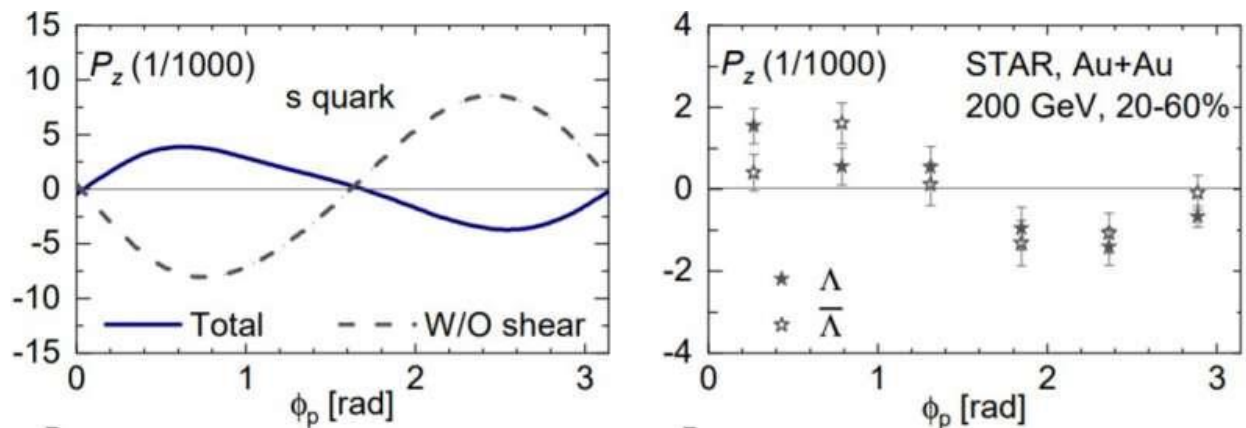 15
10
5
0
-5
-10
-15
P_z (1/1000)
s quark
Total
W/O shear
0
1
2
3
ϕ_p [rad]
4
2
0
-2
-4
P_z (1/1000)
STAR, Au+Au
200 GeV, 20-60%
Λ
Λ̅
0
1
2
3
ϕ_p [rad]